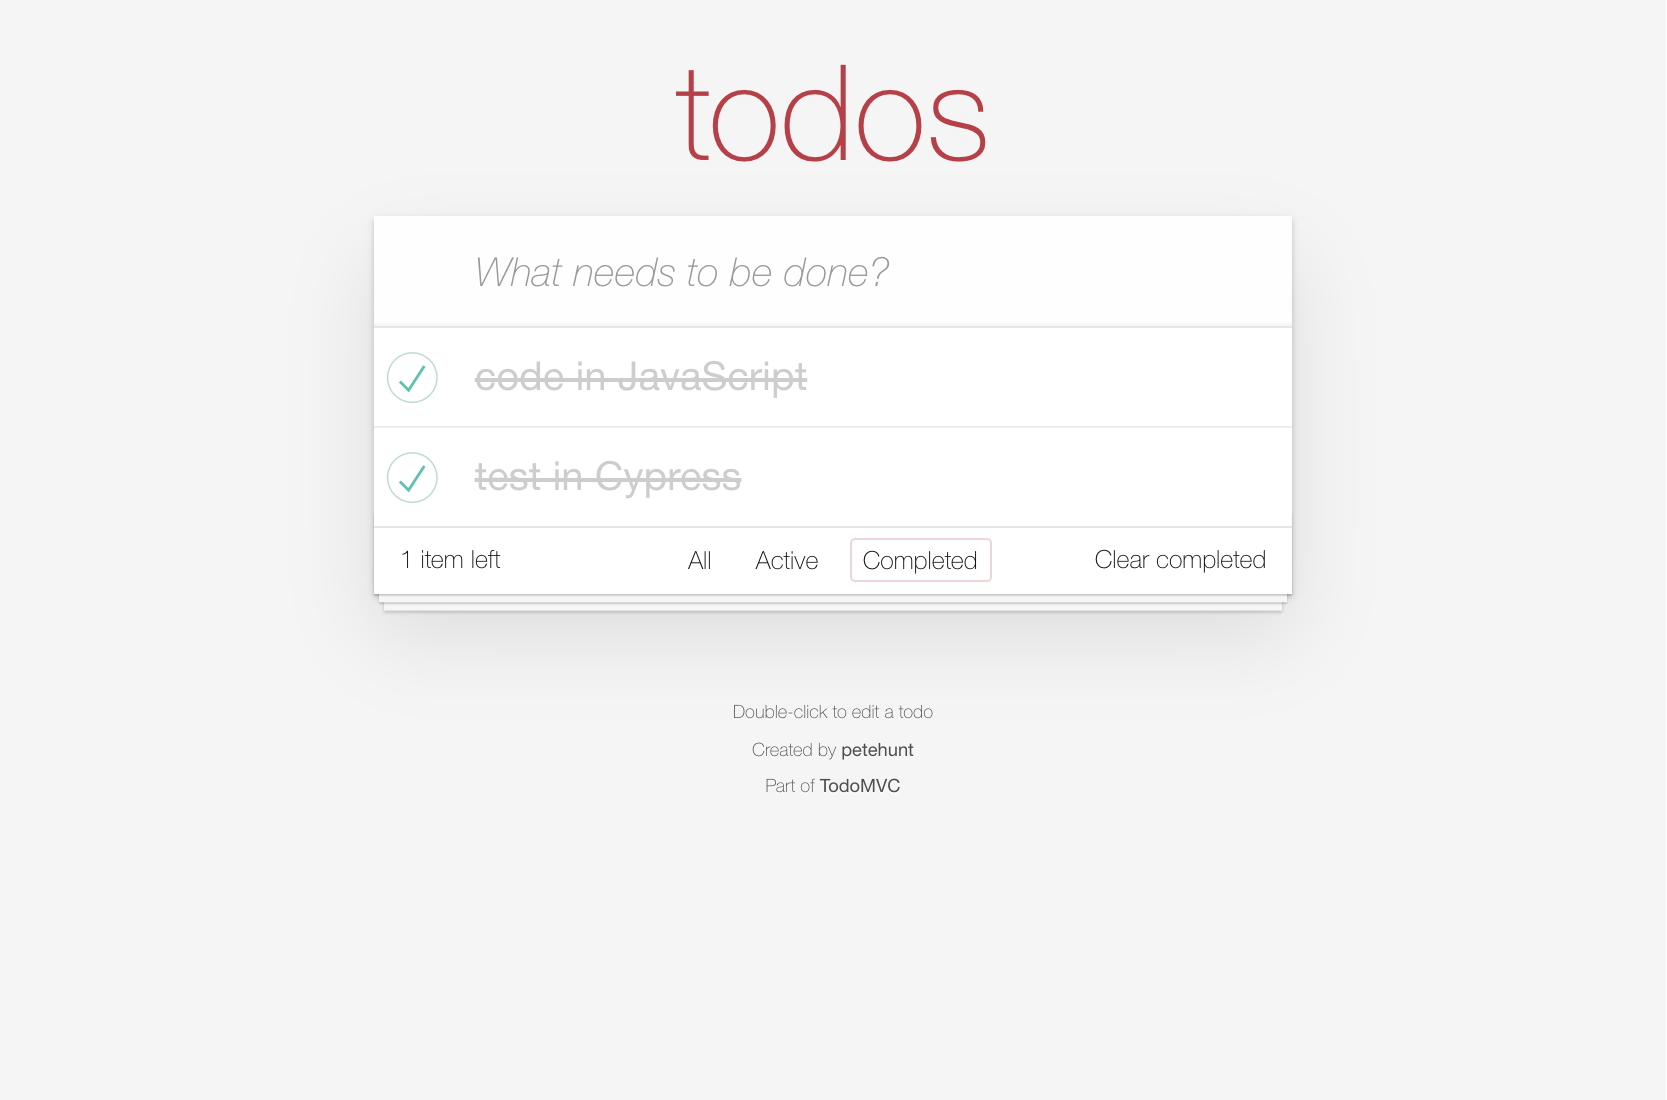 todos
What needs to be done?
code in JavaScript
test in Cypress
1 item left All Active Completed Clear completed
Double-click to edit a todo
Created by petehunt
Part of TodoMVC